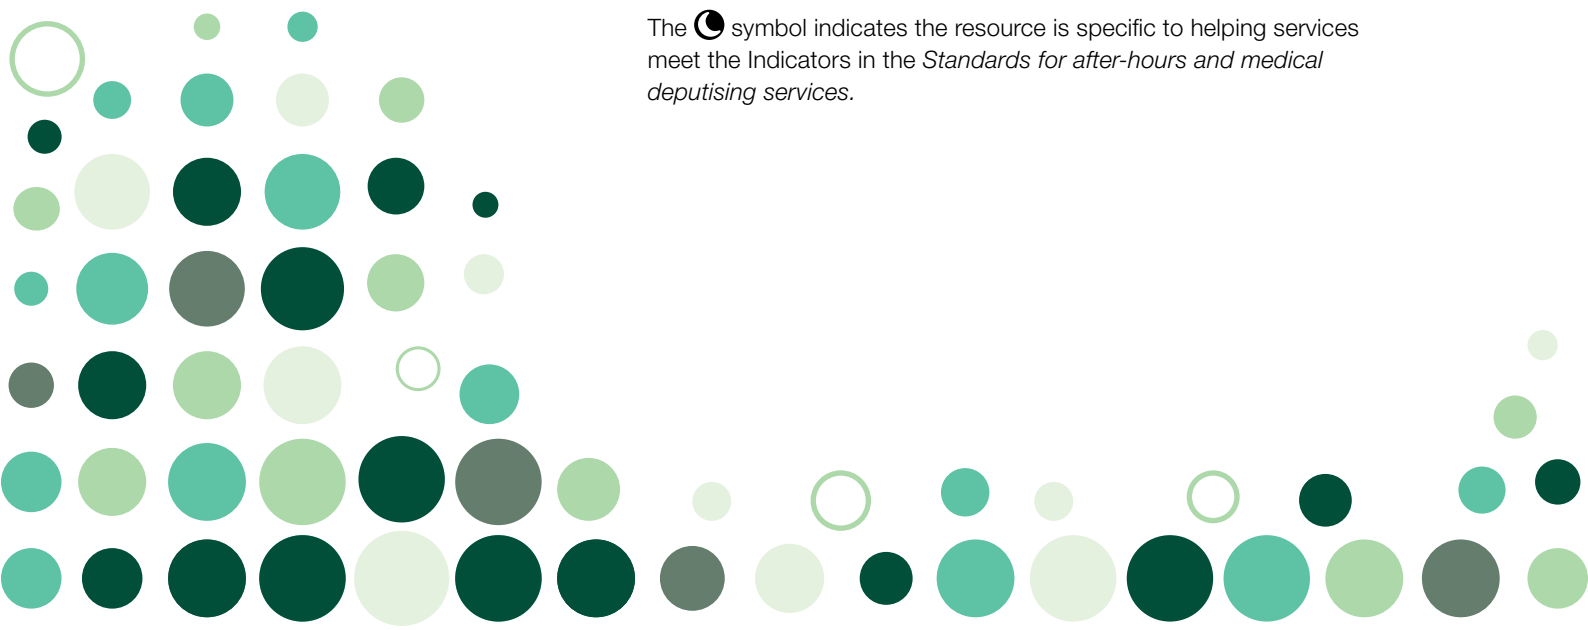 The symbol indicates the resource is specific to helping services
meet the Indicators in the Standards for after-hours and medical
deputising services.